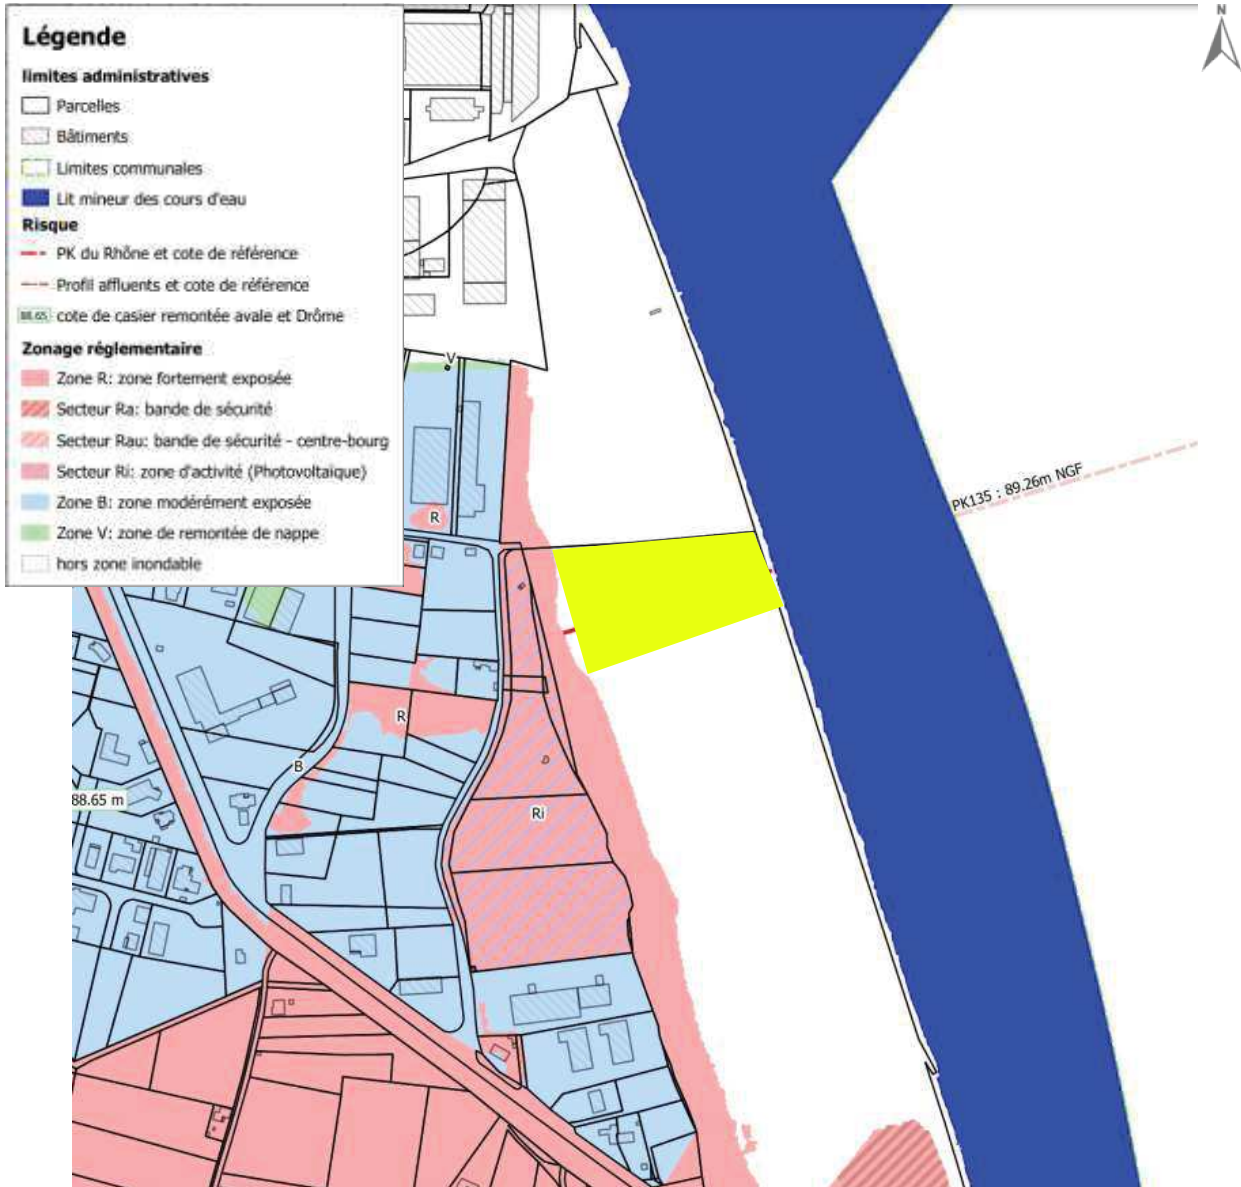 N
Légende
limites administratives
Parcelles
Bâtiments
Limites communales
Lit mineur des cours d'eau
Risque
PK du Rhône et cote de référence
Profil affluents et cote de référence
88.65 cote de casier remontée avale et Drôme
Zonage réglementaire
Zone R: zone fortement exposée
Secteur Ra: bande de sécurité
Secteur Rau: bande de sécurité - centre-bourg
Secteur Ri: zone d'activité (Photovoltaïque)
Zone B: zone modérément exposée
Zone V: zone de remontée de nappe
hors zone inondable
V
PK135 : 89.26m NGF
R
R
B
88.65 m
Ri